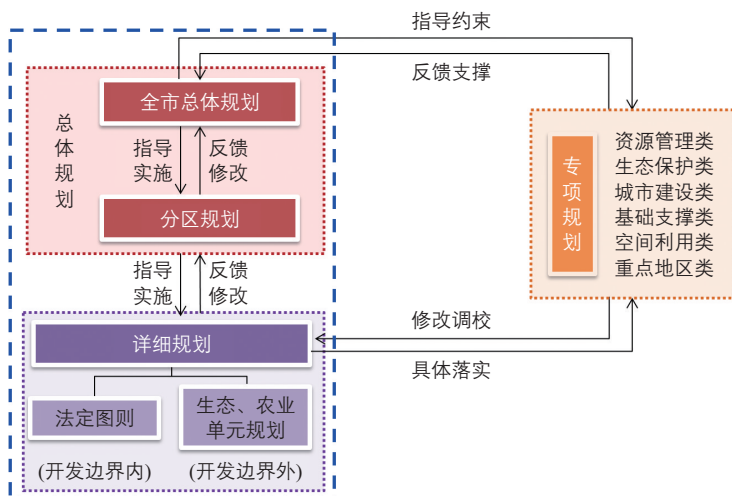 指导约束
反馈支撑
总体规划
全市总体规划
指导实施
反馈修改
分区规划
指导实施
反馈修改
专项规划
资源管理类
生态保护类
城市建设类
基础支撑类
空间利用类
重点地区类
修改调校
具体落实
详细规划
法定图则
生态、农业
单元规划
(开发边界内)
(开发边界外)